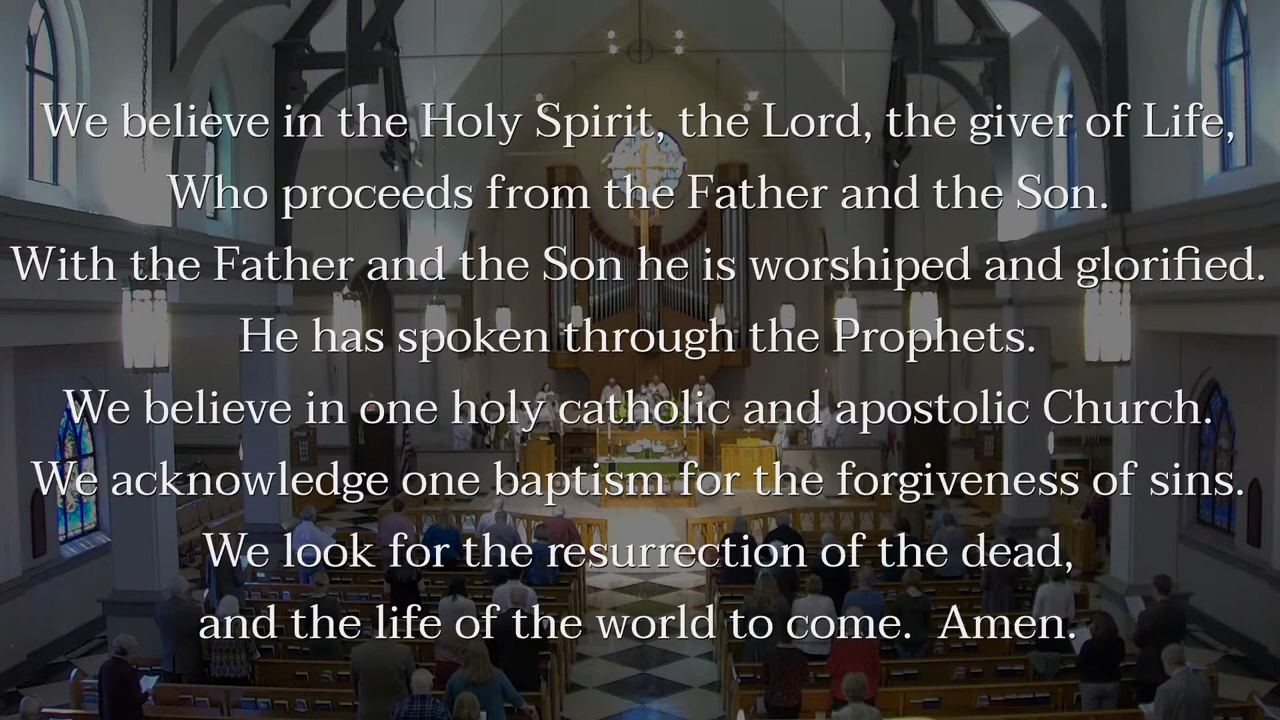 We believe in the Holy Spirit, the Lord, the giver of Life,
Who proceeds from the Father and the Son.
With the Father and the Son he is worshiped and glorified.
He has spoken through the Prophets.
We believe in one holy catholic and apostolic Church.
We acknowledge one baptism for the forgiveness of sins.
We look for the resurrection of the dead,
and the life of the world to come.  Amen.